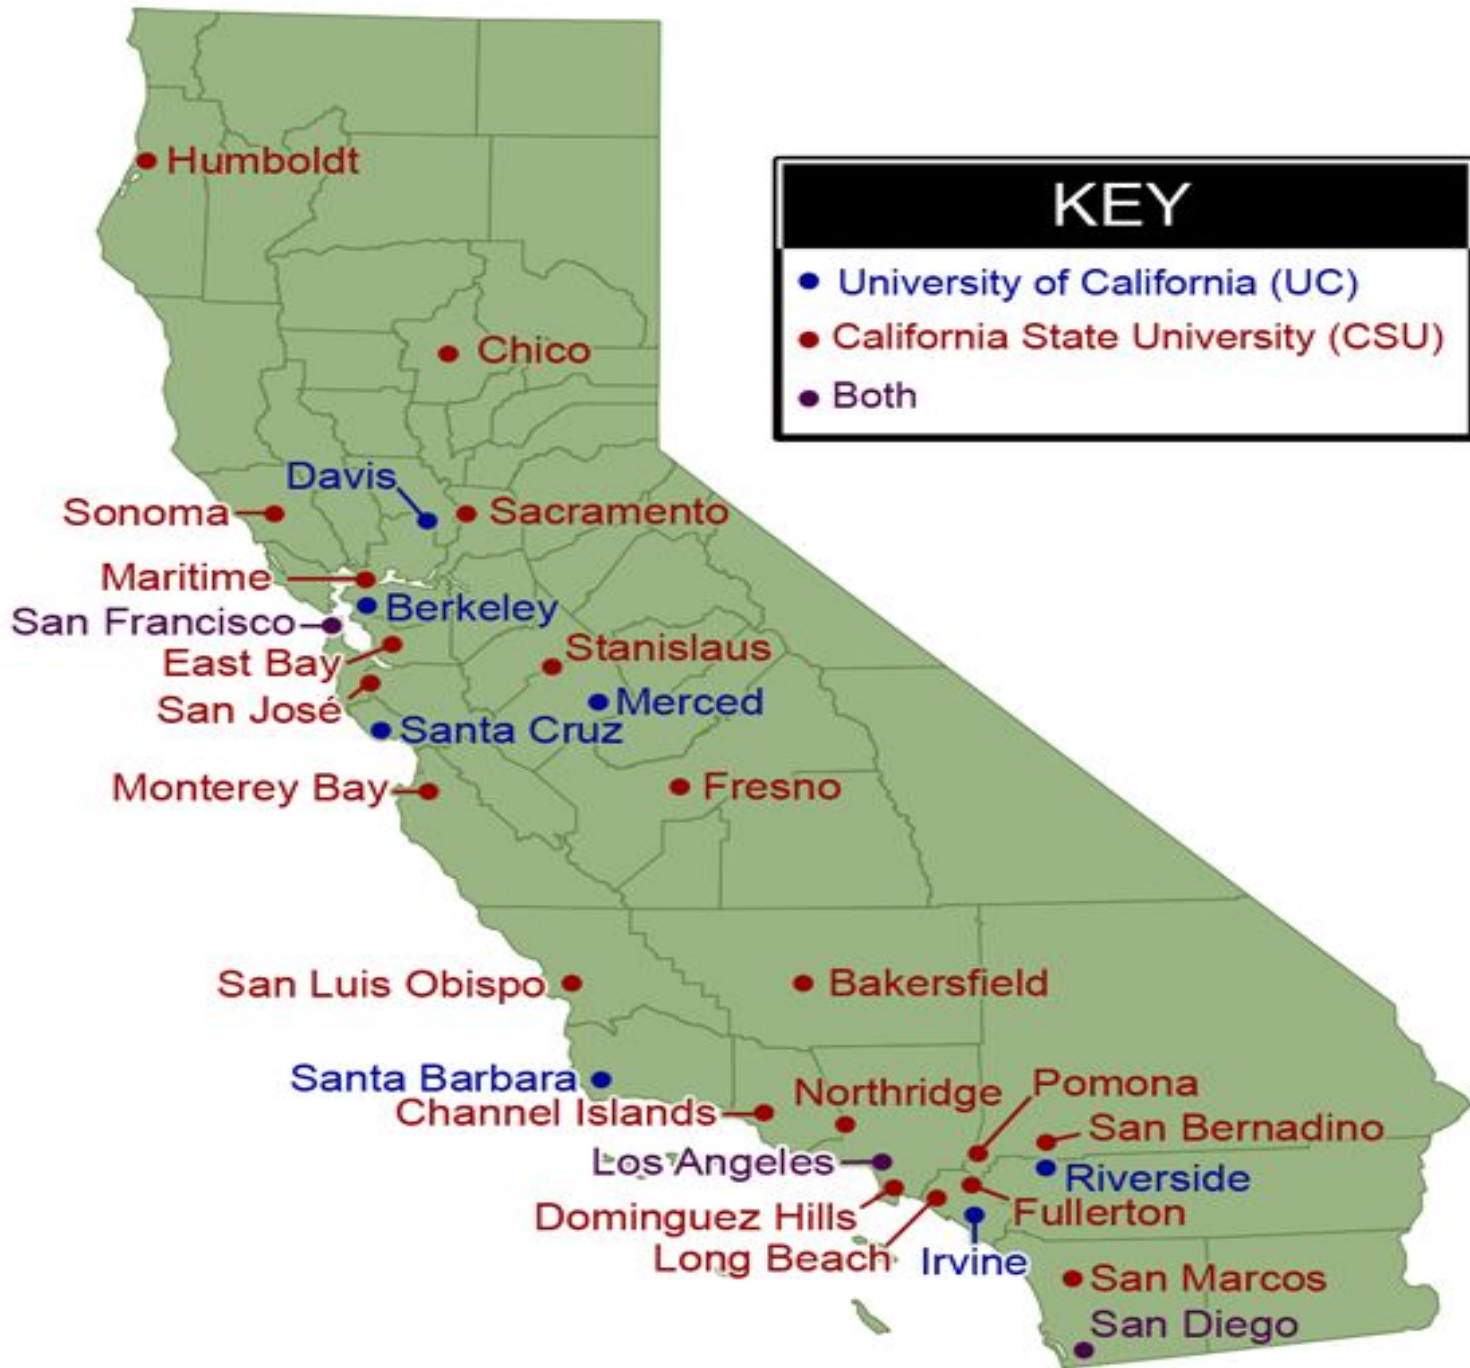 Humboldt
KEY
University of California (UC)
California State University (CSU)
Both
Chico
Davis
Sonoma
Sacramento
Maritime
Berkeley
San Francisco
East Bay
Stanislaus
San José
Merced
Santa Cruz
Monterey Bay
Fresno
San Luis Obispo
Bakersfield
Santa Barbara
Channel Islands
Northridge
Pomona
San Bernadino
Los Angeles
Riverside
Dominguez Hills
Fullerton
Long Beach
Irvine
San Marcos
San Diego